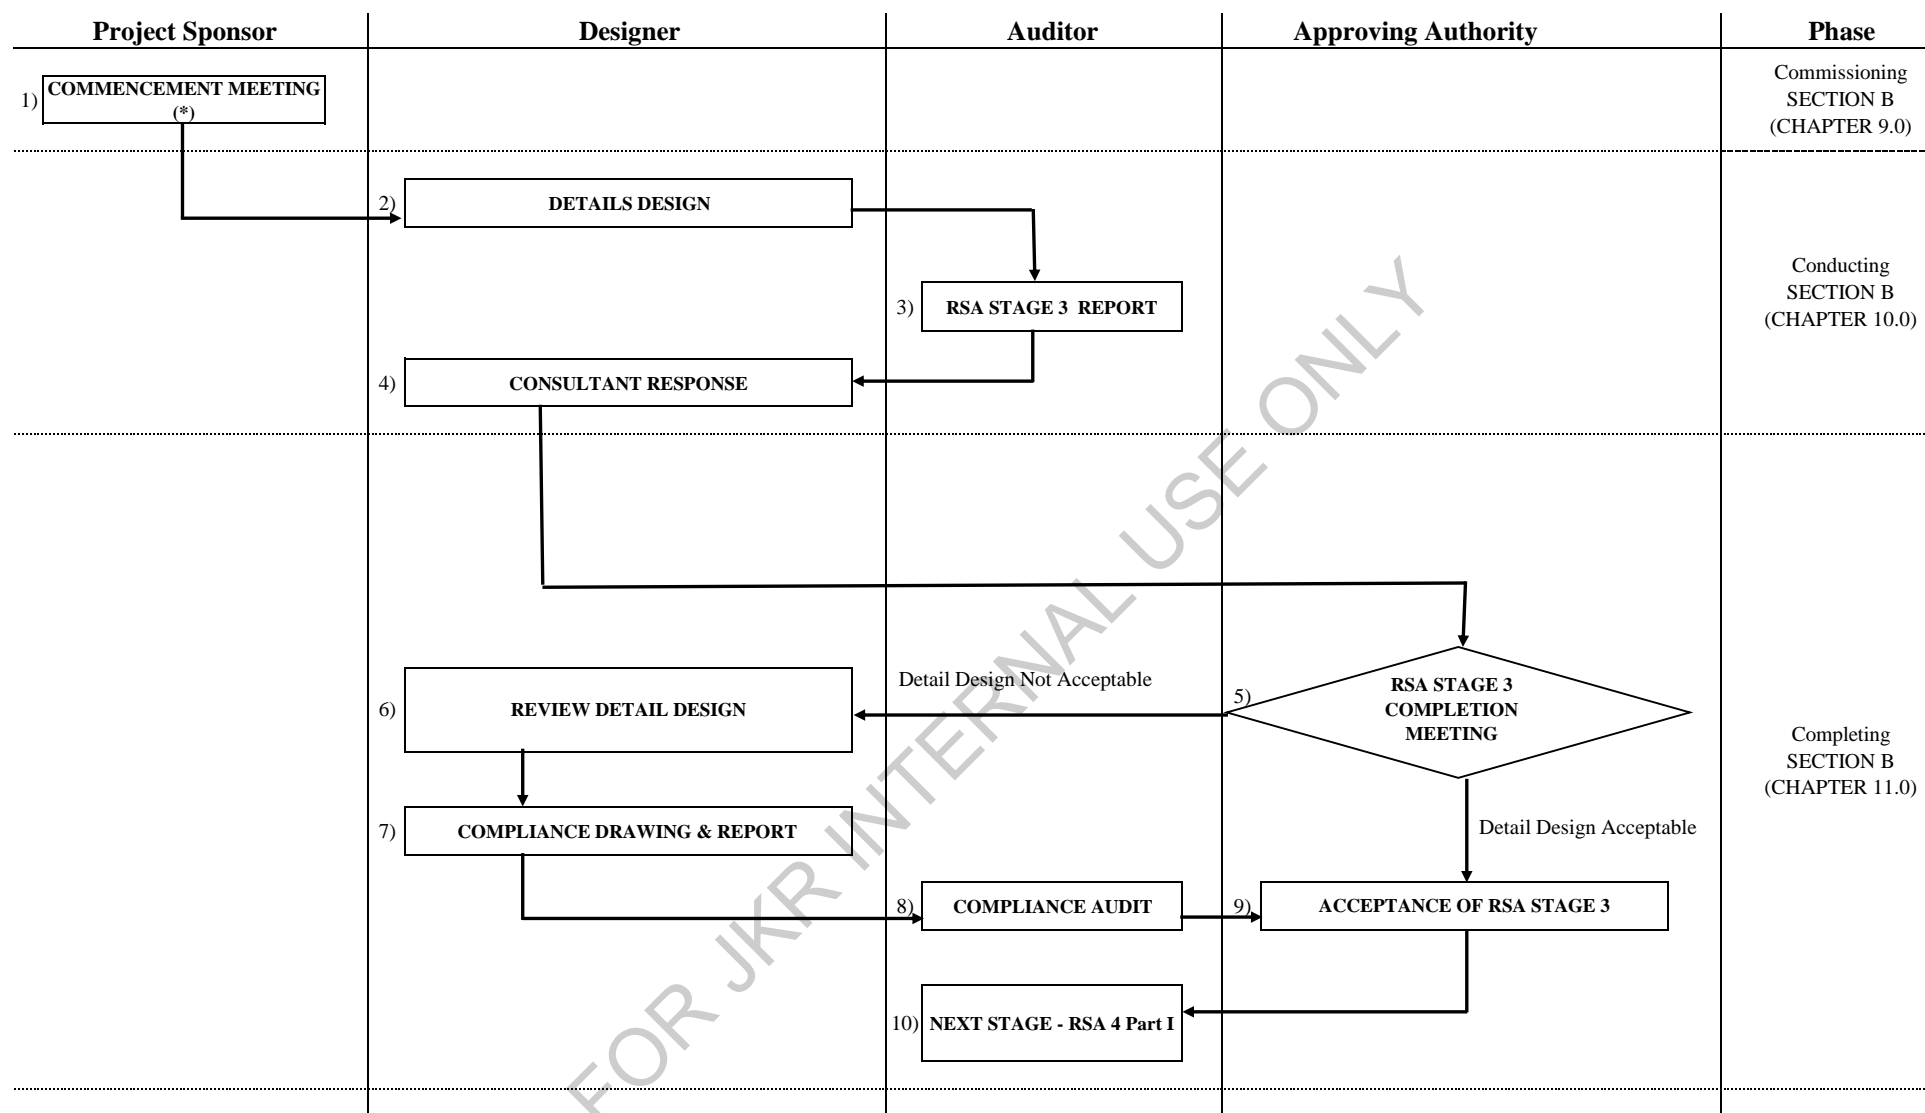 Project Sponsor
Designer
Auditor
Approving Authority
Phase
1)
COMMENCEMENT MEETING
(*)
Commissioning
SECTION B
(CHAPTER 9.0)
2)
DETAILS DESIGN
3)
RSA STAGE 3 REPORT
4)
CONSULTANT RESPONSE
Conducting
SECTION B
(CHAPTER 10.0)
5)
RSA STAGE 3
COMPLETION
MEETING
Detail Design Not Acceptable
6)
REVIEW DETAIL DESIGN
7)
COMPLIANCE DRAWING & REPORT
Detail Design Acceptable
8)
COMPLIANCE AUDIT
9)
ACCEPTANCE OF RSA STAGE 3
10)
NEXT STAGE - RSA 4 Part I
Completing
SECTION B
(CHAPTER 11.0)
FOR JKR INTERNAL USE ONLY